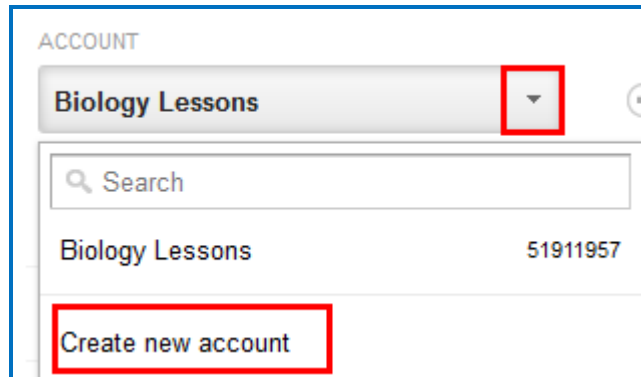 ACCOUNT
Biology Lessons
Search
Biology Lessons 51911957
Create new account